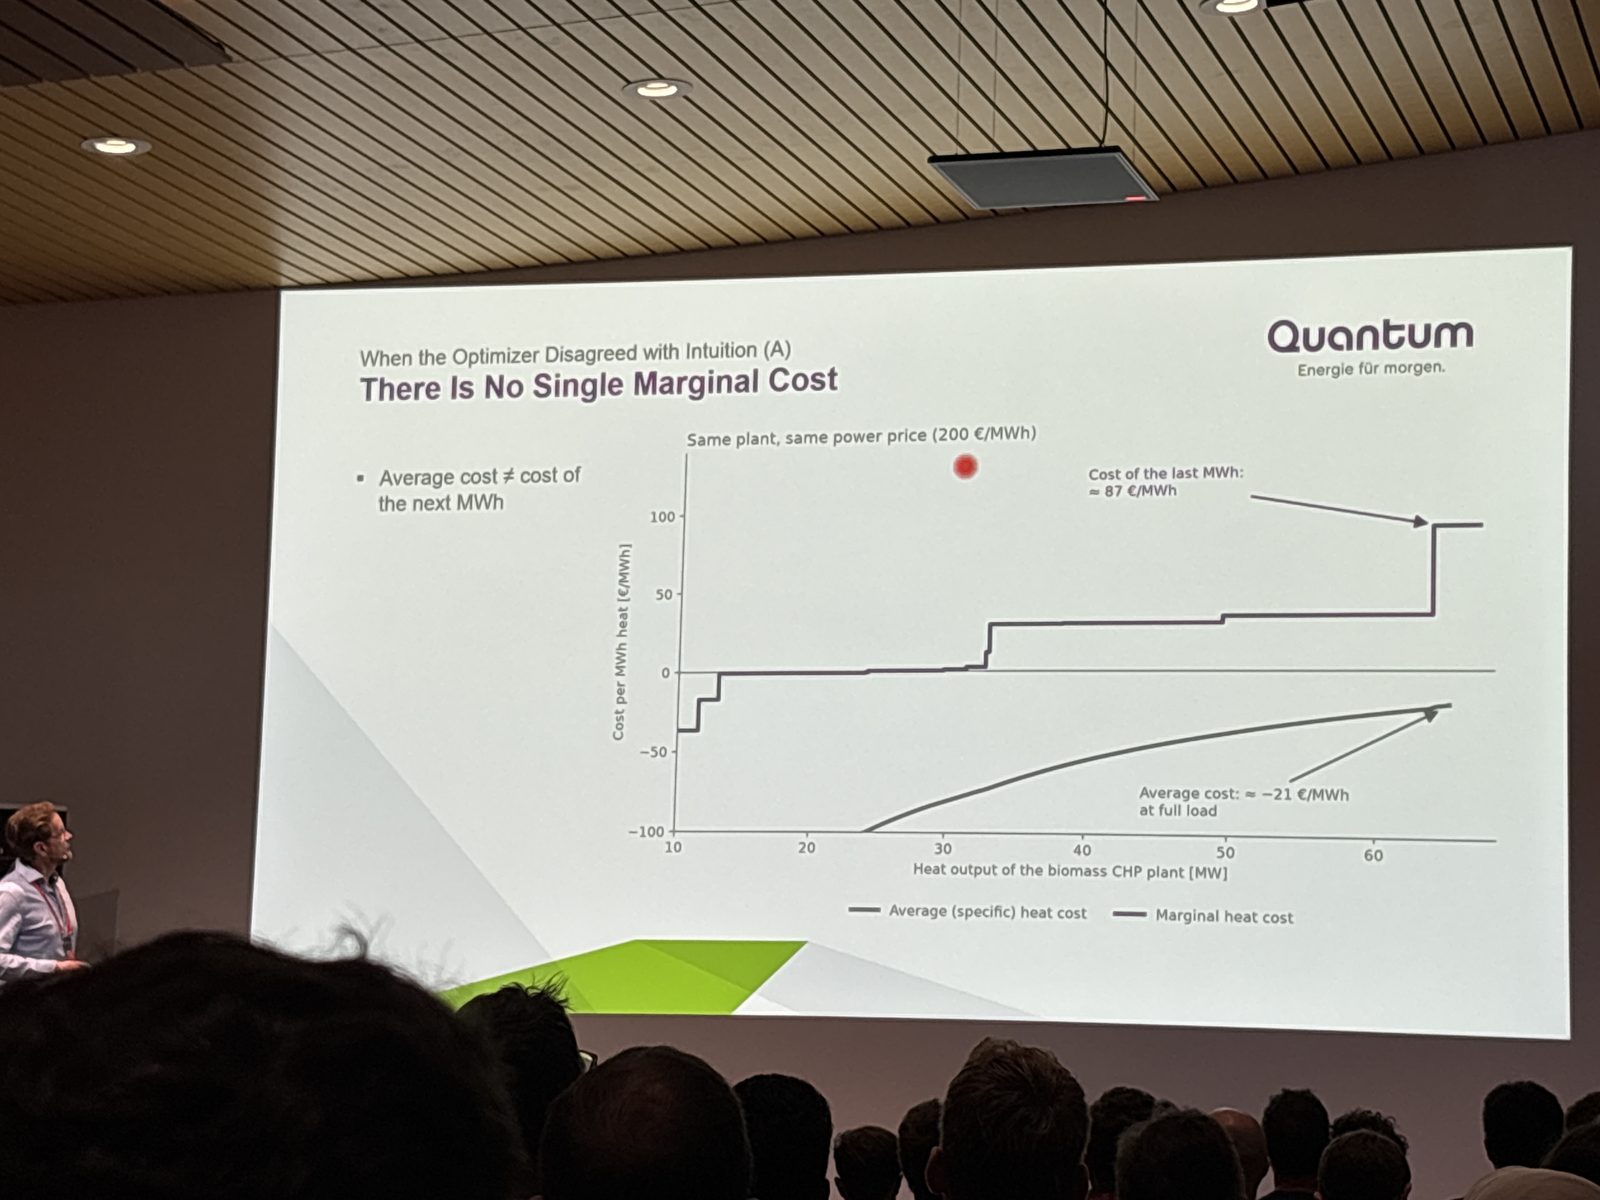 When the Optimizer Disagreed with Intuition (A)
There Is No Single Marginal Cost
Quantum
Energie für morgen.
▪ Average cost ≠ cost of
the next MWh
Same plant, same power price (200 €/MWh)
Cost of the last MWh:
≈ 87 €/MWh
Cost per MWh heat [€/MWh]
100
50
0
−50
−100
Average cost: ≈ −21 €/MWh
at full load
10 20 30 40 50 60
Heat output of the biomass CHP plant [MW]
Average (specific) heat cost Marginal heat cost